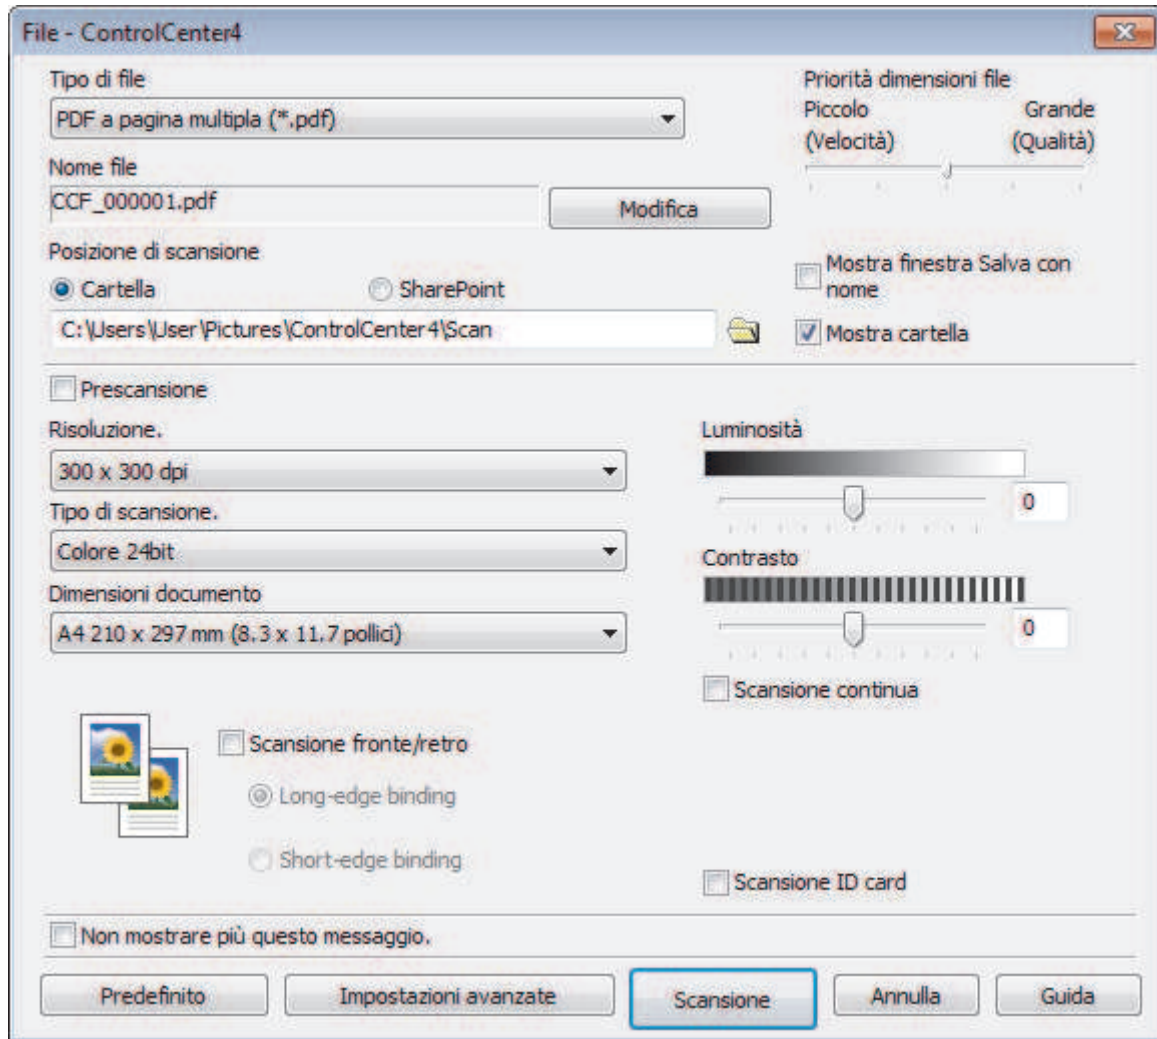 File - ControlCenter4
Tipo di file
PDF a pagina multipla (*.pdf)
Priorità dimensioni file
Piccolo
Grande
(Velocità)
(Qualità)
Nome file
CCF_000001.pdf
Modifica
Posizione di scansione
Cartella
SharePoint
C:\Users\User\Pictures\ControlCenter4\Scan
Mostra finestra Salva con
nome
Mostra cartella
Prescansione
Risoluzione.
300 x 300 dpi
Tipo di scansione.
Colore 24bit
Dimensioni documento
A4 210 x 297 mm (8.3 x 11.7 pollici)
Luminosità
0
Contrasto
0
Scansione continua
Scansione fronte/retro
Long-edge binding
Short-edge binding
Scansione ID card
Non mostrare più questo messaggio.
Predefinito
Impostazioni avanzate
Scansione
Annulla
Guida